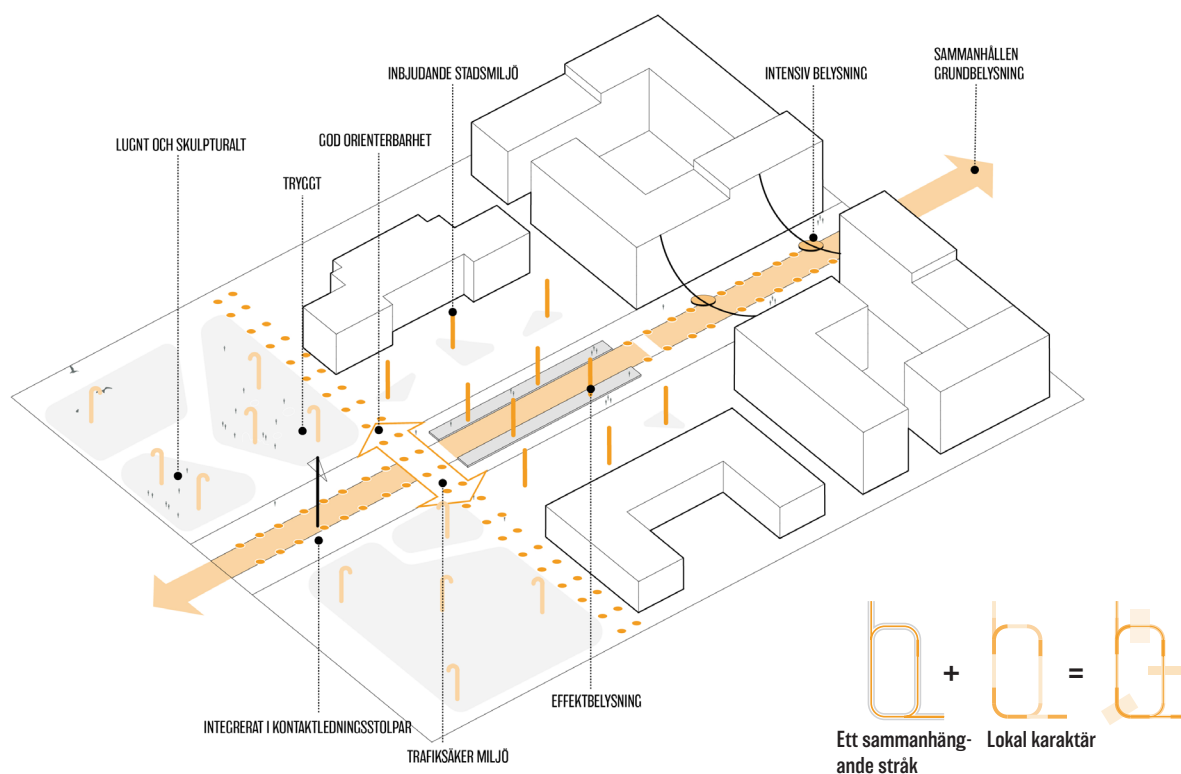 SAMMANHÅLLEN
GRUNDBELYSNING
INBJUDANDE STADSMILJÖ
INTENSIV BELYSNING
LUGNT OCH SKULPTURALT
GOD ORIENTERBARHET
TRYGGT
EFFEKTBELYSNING
INTEGRERAT I KONTAKTLEDNINGSSTOLPAR
TRAFIKSÄKER MILJÖ
+
=
Ett sammanhäng-
ande stråk
Lokal karaktär